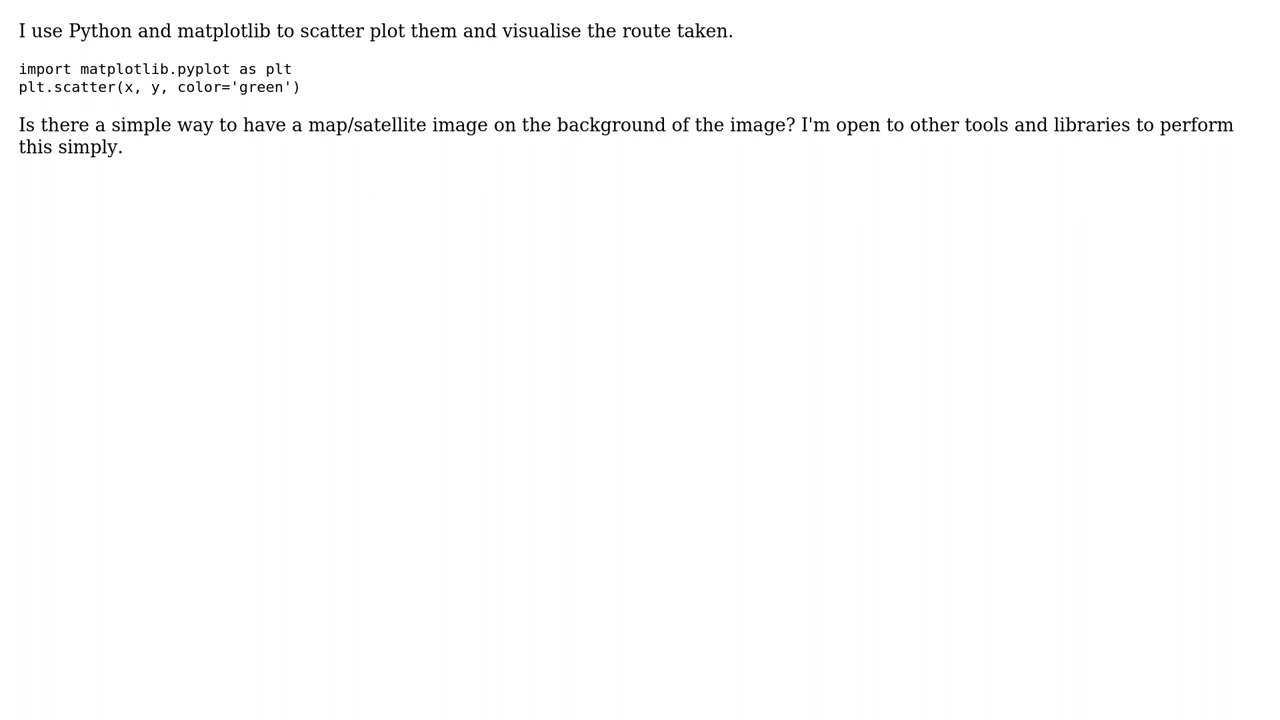 I use Python and matplotlib to scatter plot them and visualise the route taken.
import matplotlib.pyplot as plt
plt.scatter(x, y, color='green')
Is there a simple way to have a map/satellite image on the background of the image? I'm open to other tools and libraries to perform
this simply.